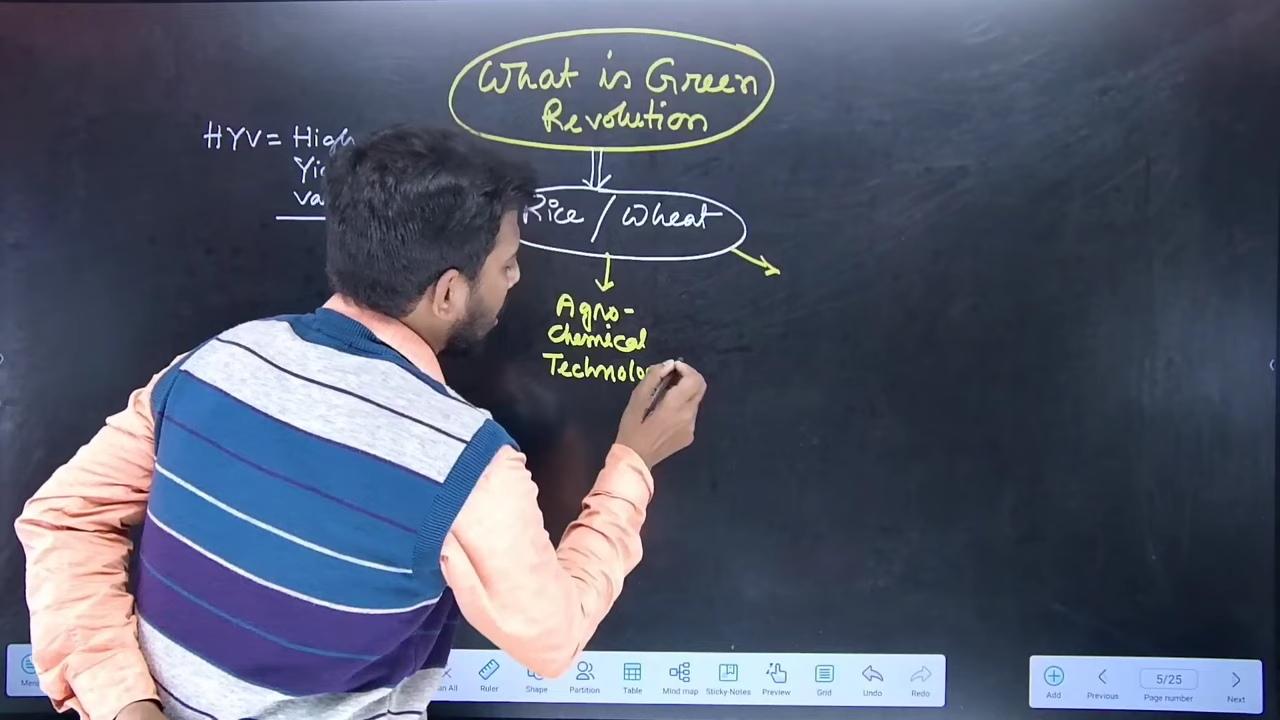 What is Green
Revolution
HYV = High
Rice / Wheat
Agro-
Chemical
Ruler
Shape
Partition
Table
Mind map
Sticky-Notes
Preview
Grid
Undo
Redo
Add
Previous
5/25
Page number
Next